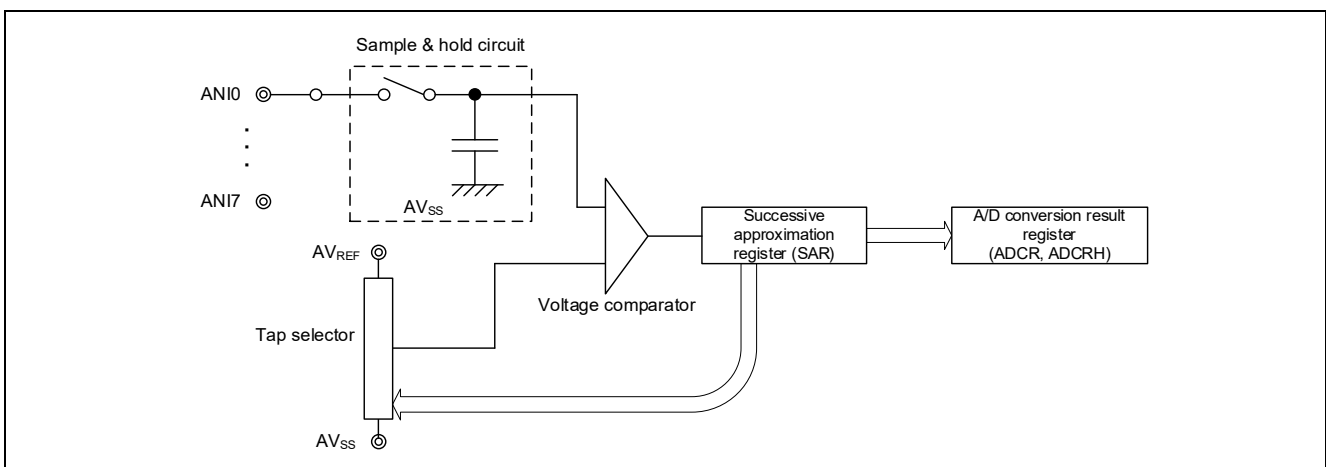 Sample & hold circuit
ANI0
ANI7
AVSS
AVREF
Tap selector
AVSS
Voltage comparator
Successive
approximation
register (SAR)
A/D conversion result
register
(ADCR, ADCRH)